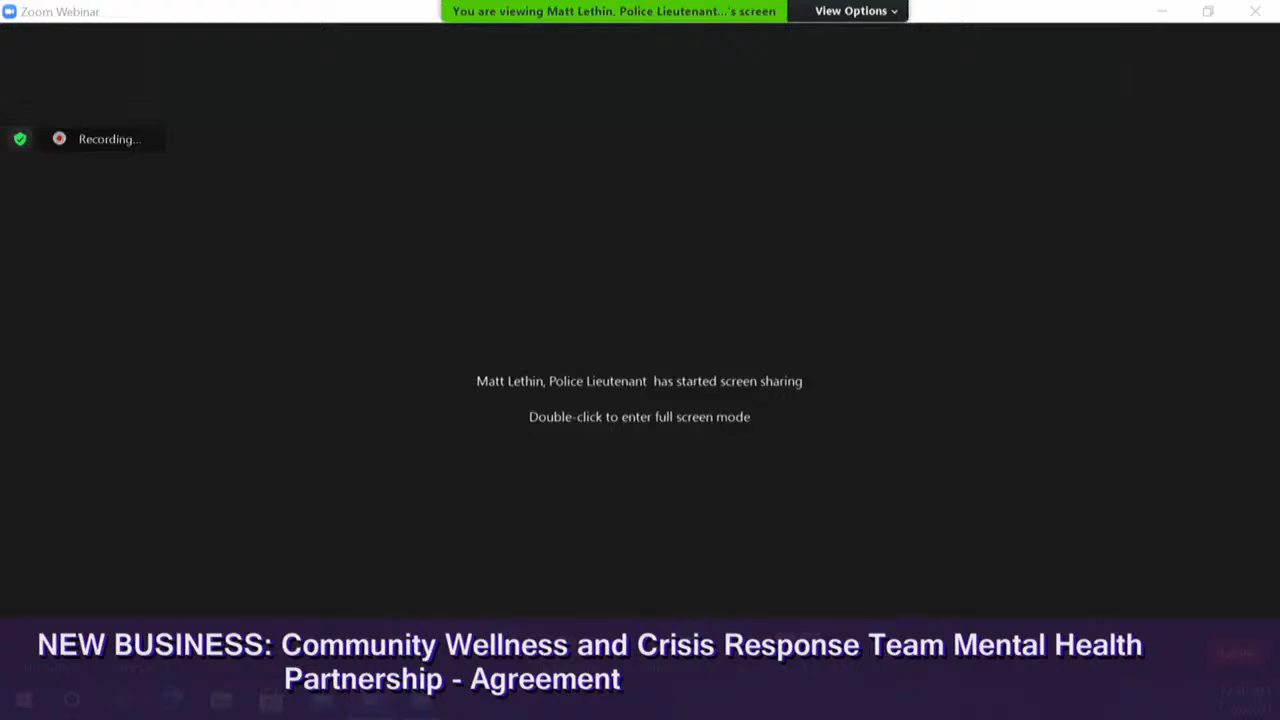 Zoom Webinar
You are viewing Matt Lethin, Police Lieutenant...'s screen
View Options
Recording...
Matt Lethin, Police Lieutenant has started screen sharing
Double-click to enter full screen mode
NEW BUSINESS: Community Wellness and Crisis Response Team Mental Health
Partnership - Agreement